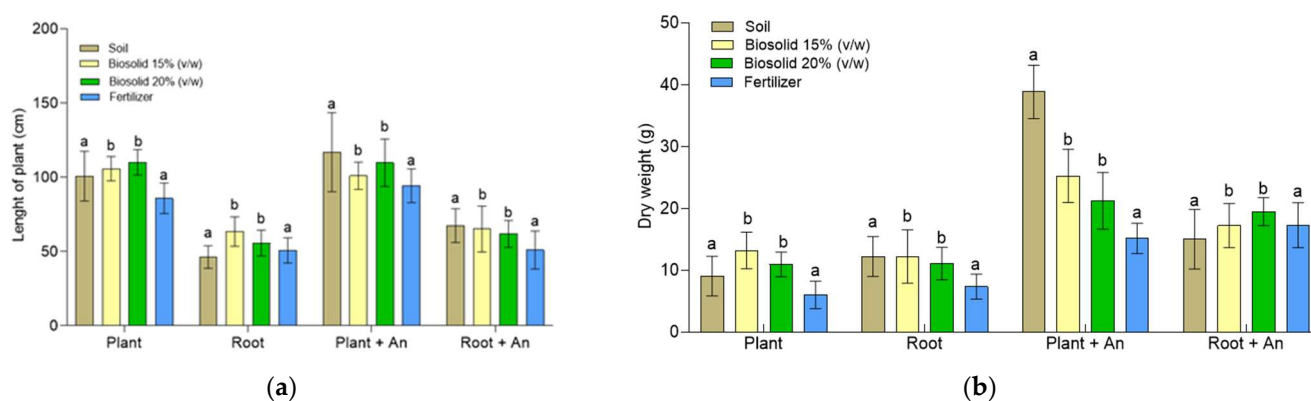 200
150
100
50
0
Lenght of plant (cm)
Soil
Biosolid 15% (v/w)
Biosolid 20% (v/w)
Fertilizer
a b b a
a b b a
a b b a
a b b a
Plant Root Plant + An Root + An
(a)
50
40
30
20
10
0
Dry weight (g)
Soil
Biosolid 15% (v/w)
Biosolid 20% (v/w)
Fertilizer
a b b a
a b b a
a b b a
a b b a
Plant Root Plant + An Root + An
(b)